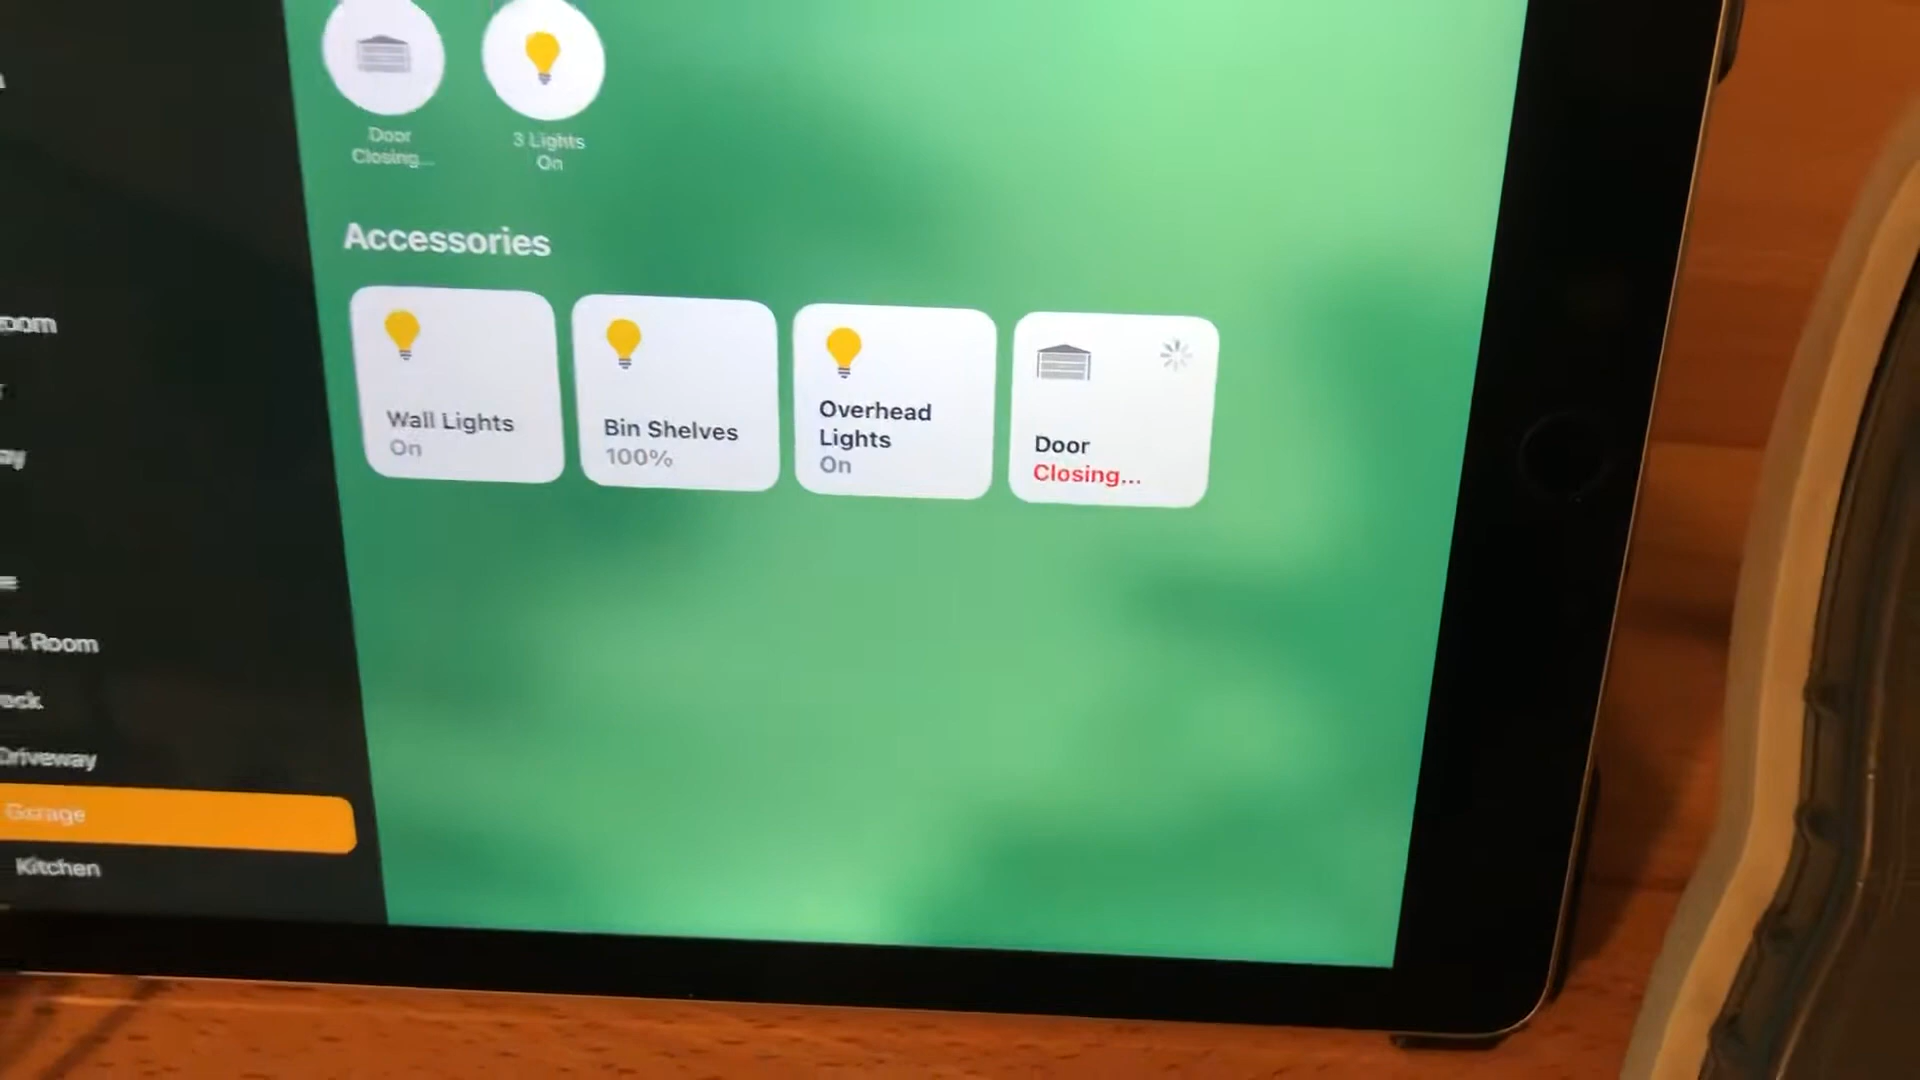 Door
Closing...
3 Lights
On
Accessories
Wall Lights
On
Bin Shelves
100%
Overhead
Lights
On
Door
Closing...
Room
Driveway
Garage
Kitchen